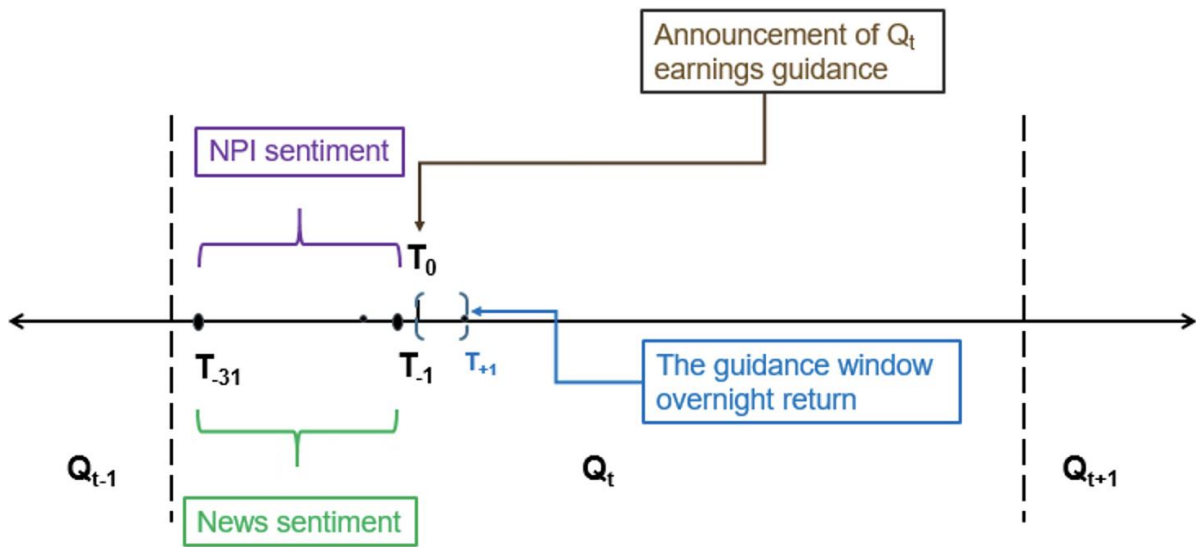 Announcement of Qt
earnings guidance
NPI sentiment
T0
T-31
T-1
T+1
The guidance window
overnight return
Qt-1
Qt
Qt+1
News sentiment